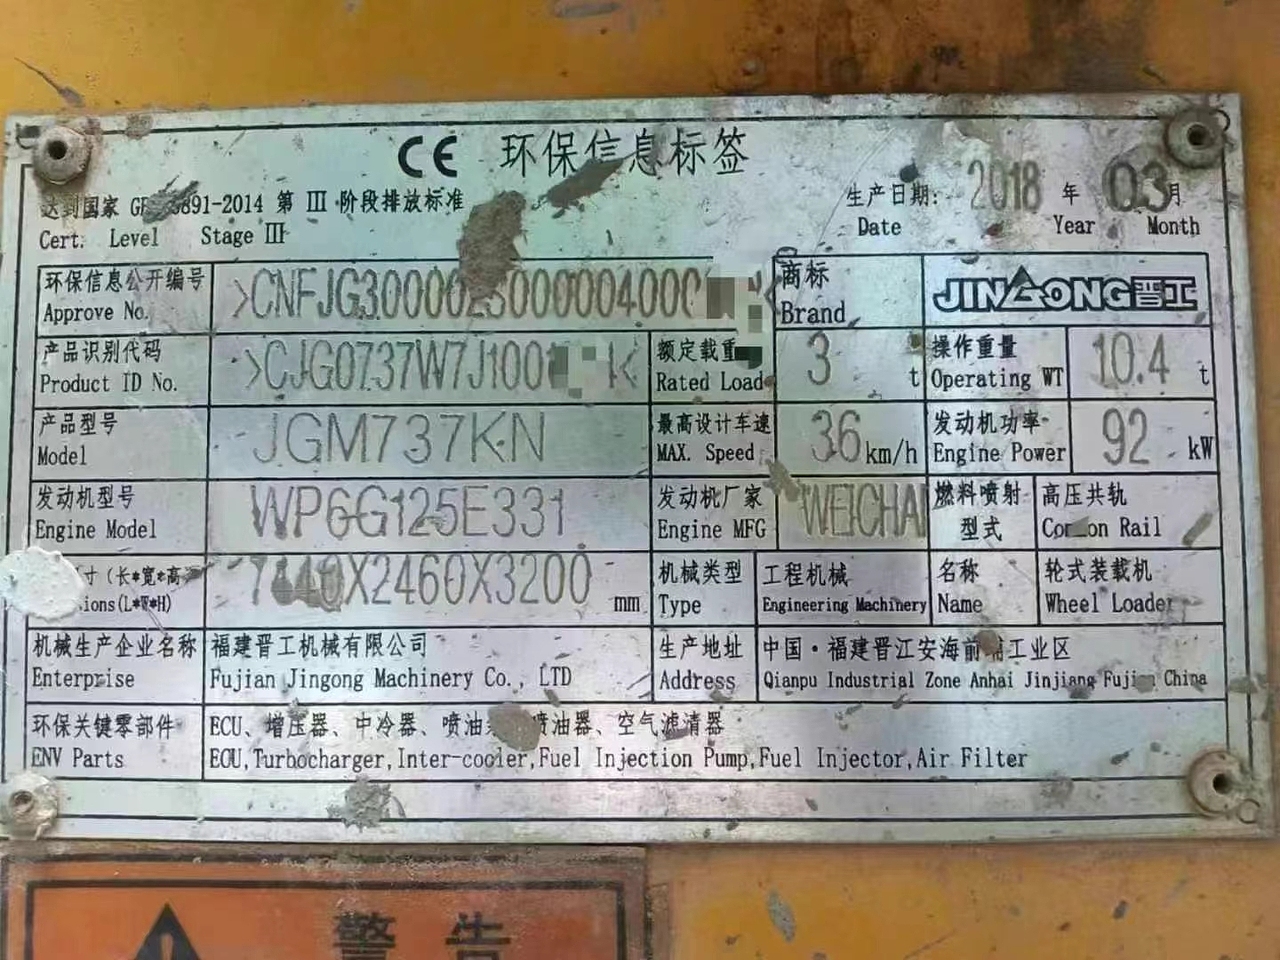 CE 环保信息标签
达到国家 GB 891-2014 第 III 阶段排放标准
Cert. Level Stage III
生产日期: 2018 年 03 月
Date Year Month
环保信息公开编号
Approve No.
商标
Brand
JINGONG晋工
产品识别代码
Product ID No.
额定载重
Rated Load
3 t
操作重量
Operating WT
10.4 t
产品型号
Model
JGM737KN
最高设计车速
MAX. Speed
36 km/h
发动机功率
Engine Power
92 kW
发动机型号
Engine Model
WP6G125E331
发动机厂家
Engine MFG
WEICHAI
燃料喷射
型式
高压共轨
Common Rail
寸(长*宽*高)
(L*W*H)
X2460X3200 mm
机械类型
Type
工程机械
Engineering Machinery
名称
Name
轮式装载机
Wheel Loader
机械生产企业名称
Enterprise
福建晋工机械有限公司
Fujian Jingong Machinery Co., LTD
生产地址
Address
中国·福建晋江安海前埔工业区
Qianpu Industrial Zone Anhai Jinjiang Fujian China
环保关键零部件
ENV Parts
ECU、增压器、中冷器、喷油泵、喷油器、空气滤清器
ECU,Turbocharger,Inter-cooler,Fuel Injection Pump,Fuel Injector,Air Filter
警告